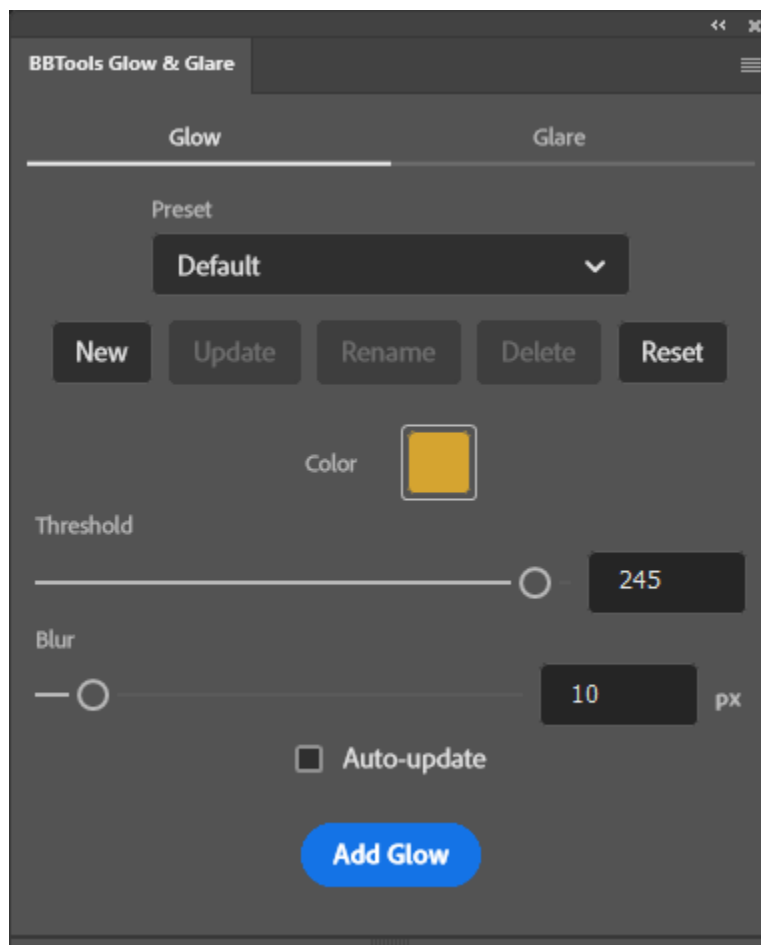 BBTools Glow & Glare
Glow Glare
Preset
Default
New Update Rename Delete Reset
Color
Threshold
245
Blur
10 px
Auto-update
Add Glow